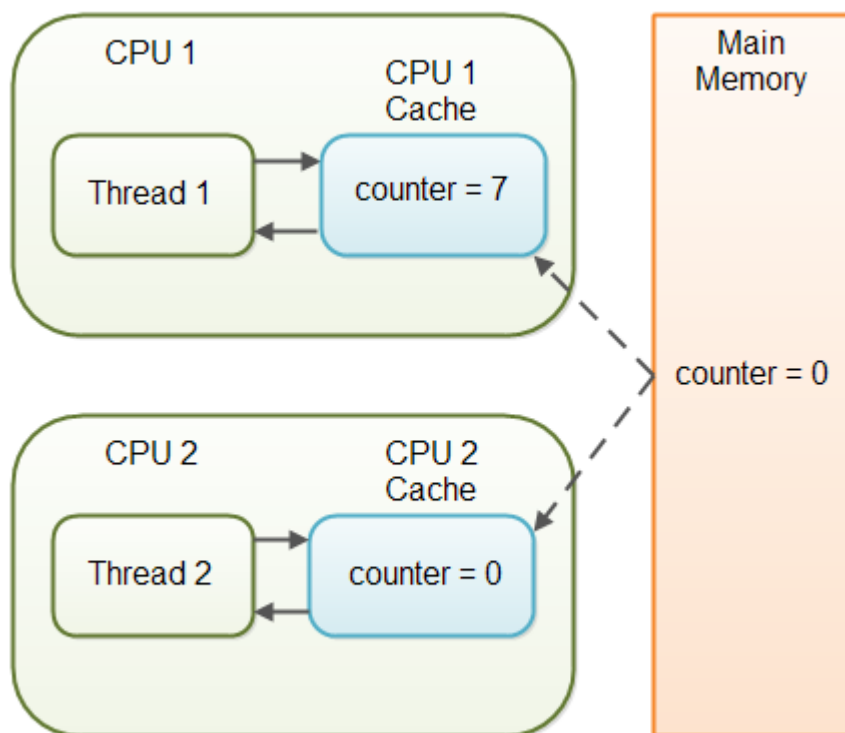 CPU 1
CPU 1
Cache
Thread 1
counter = 7
Main
Memory
counter = 0
CPU 2
CPU 2
Cache
Thread 2
counter = 0